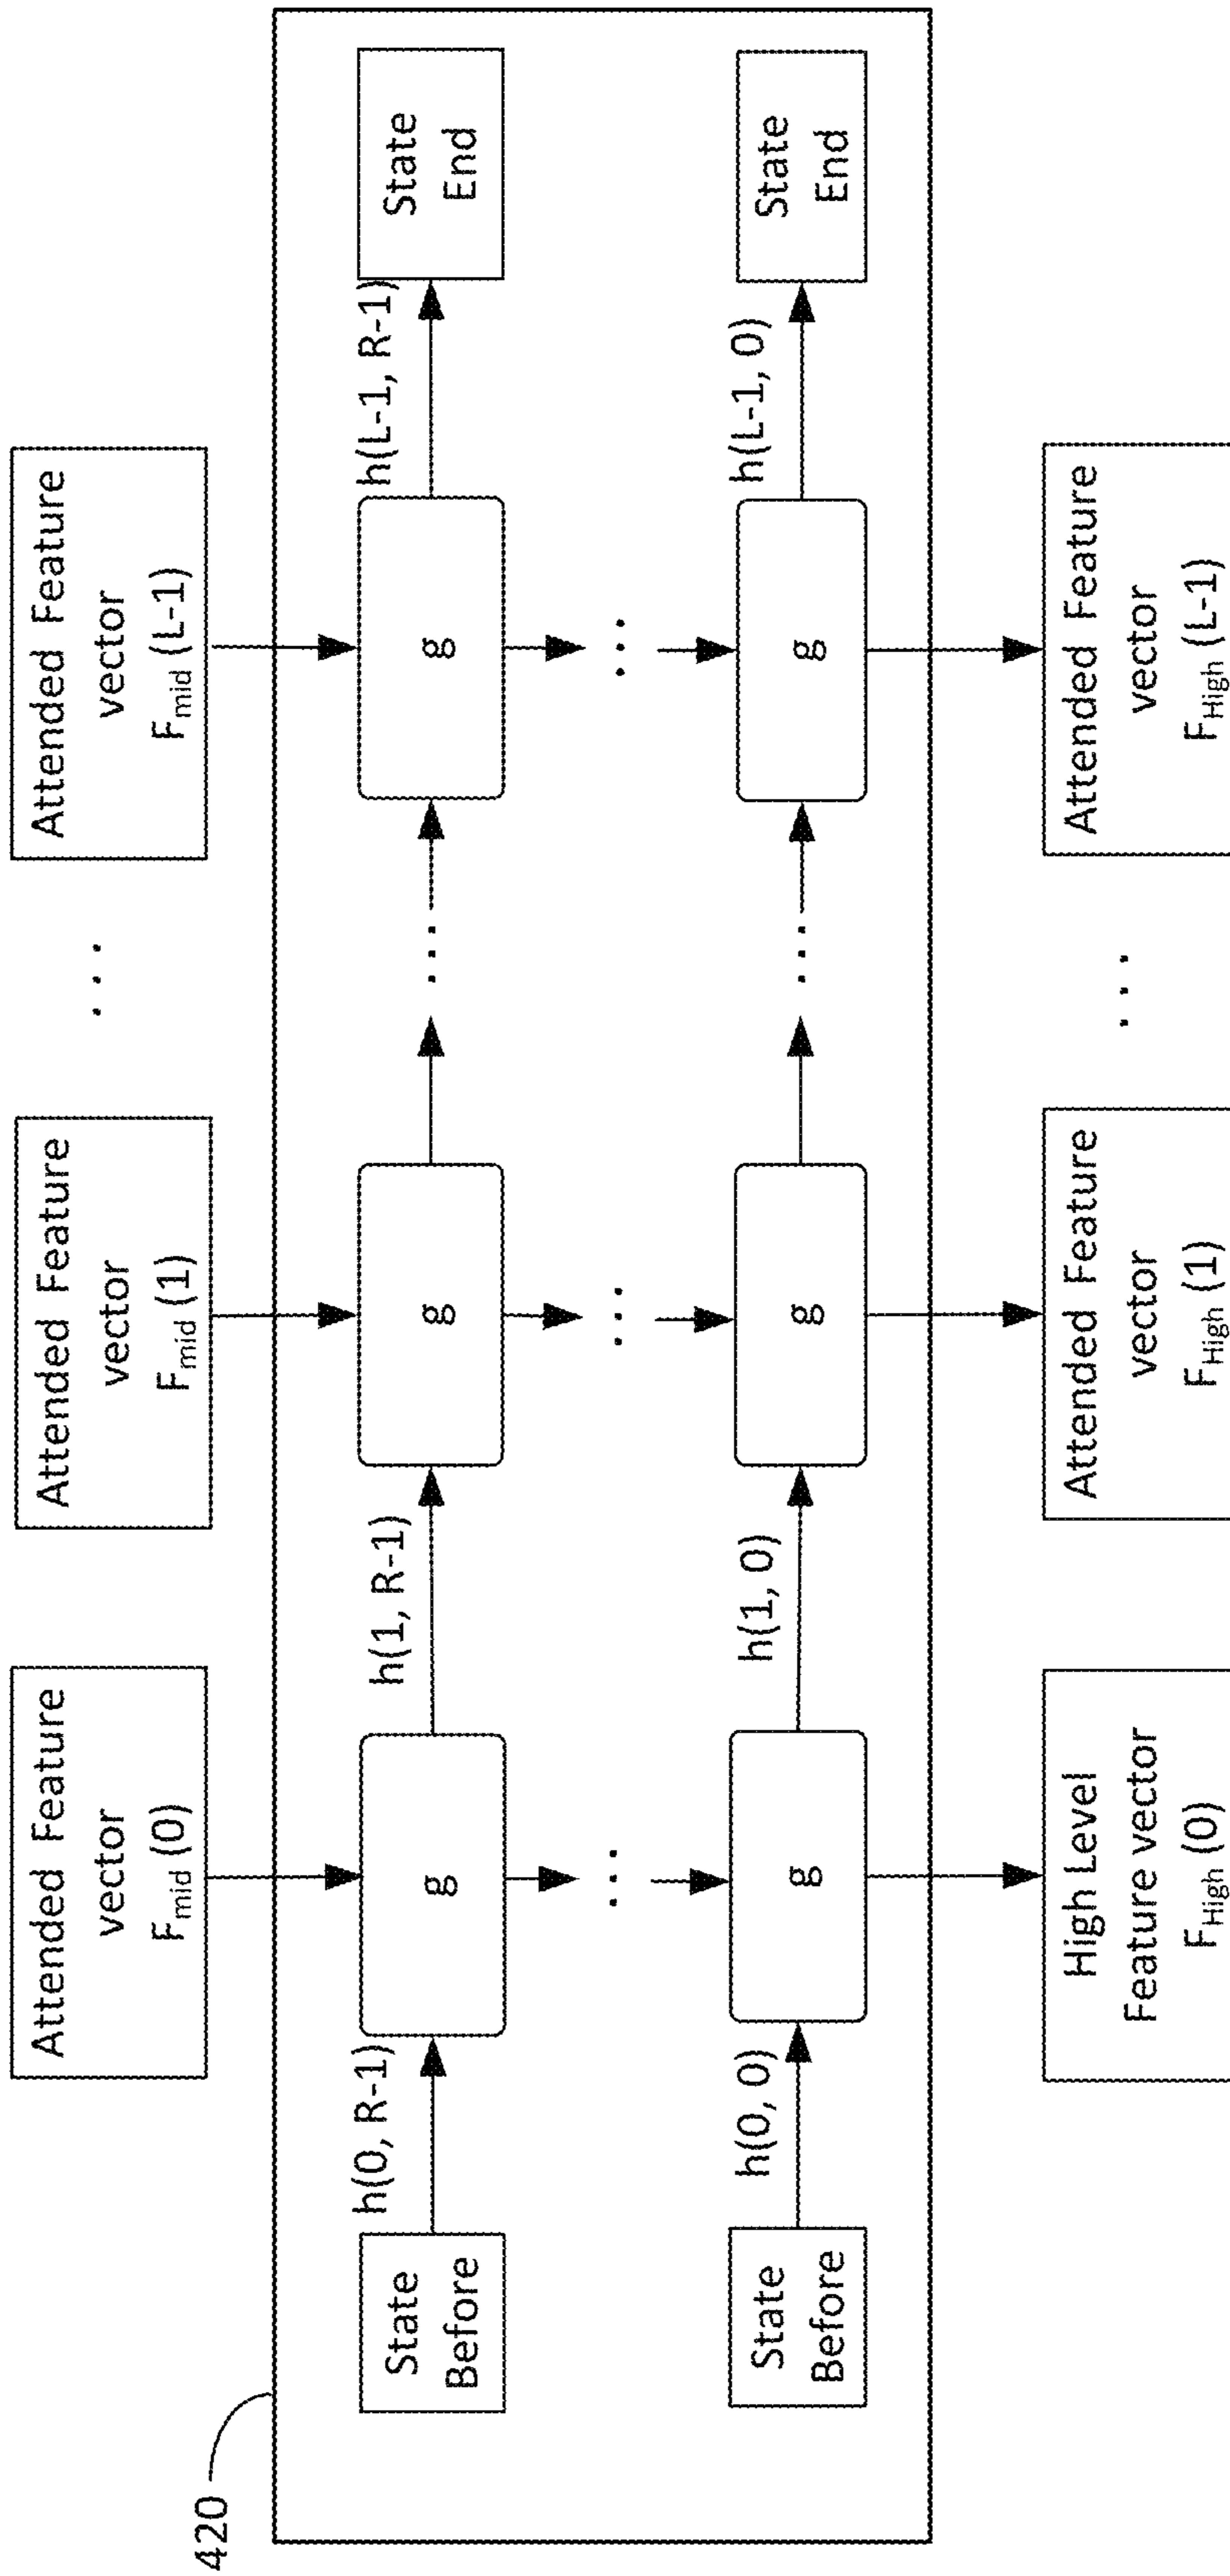 420
Attended Feature
vector
F_mid (0)
Attended Feature
vector
F_mid (1)
...
Attended Feature
vector
F_mid (L-1)
State
Before
h(0, R-1)
g
h(1, R-1)
g
...
g
h(L-1, R-1)
State
End
...
...
...
State
Before
h(0, 0)
g
h(1, 0)
g
...
g
h(L-1, 0)
State
End
High Level
Feature vector
F_High (0)
Attended Feature
vector
F_High (1)
...
Attended Feature
vector
F_High (L-1)